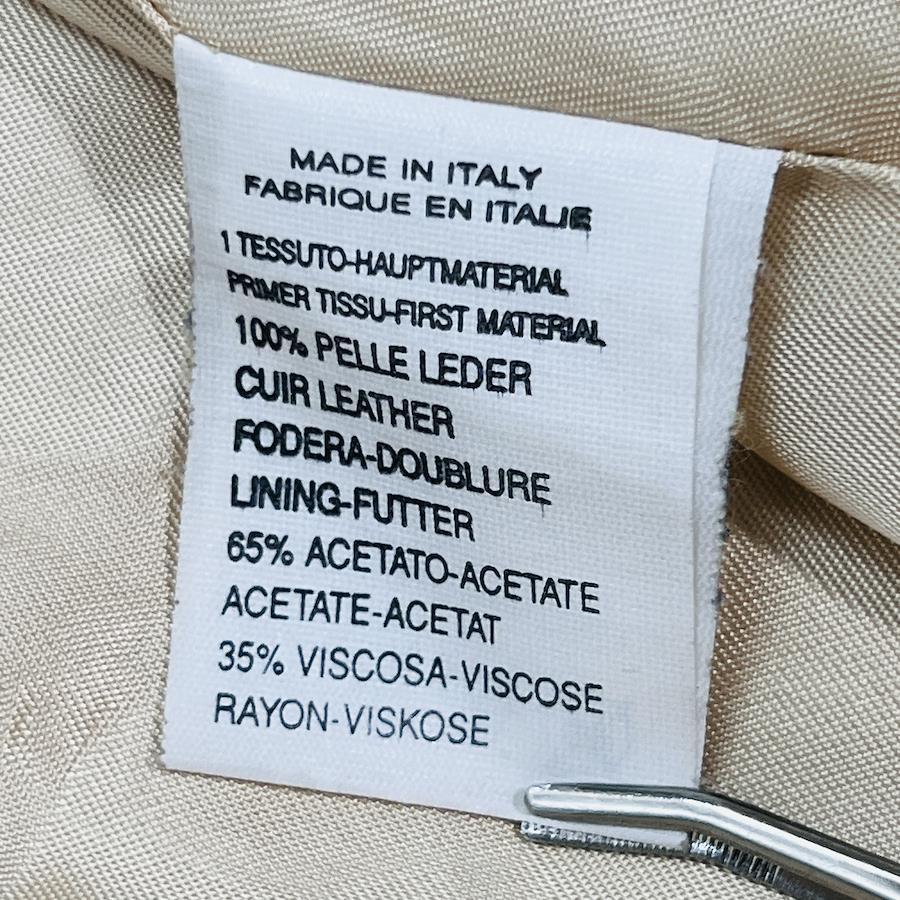 MADE IN ITALY
FABRIQUE EN ITALIE
1 TESSUTO-HAUPTMATERIAL
PRIMER TISSU-FIRST MATERIAL
100% PELLE LEDER
CUIR LEATHER
FODERA-DOUBLURE
LINING-FUTTER
65% ACETATO-ACETATE
ACETATE-ACETAT
35% VISCOSA-VISCOSE
RAYON-VISKOSE